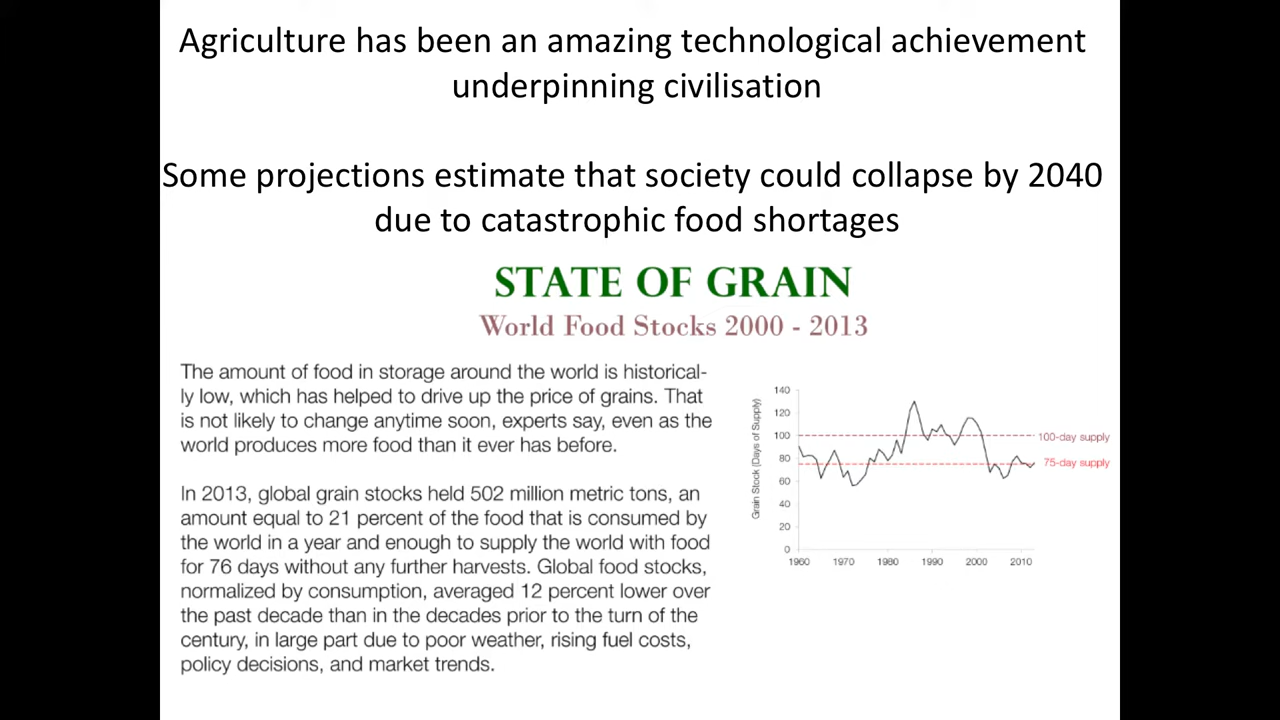 Agriculture has been an amazing technological achievement
underpinning civilisation
Some projections estimate that society could collapse by 2040
due to catastrophic food shortages
STATE OF GRAIN
World Food Stocks 2000 - 2013
The amount of food in storage around the world is historical-
ly low, which has helped to drive up the price of grains. That
is not likely to change anytime soon, experts say, even as the
world produces more food than it ever has before.
In 2013, global grain stocks held 502 million metric tons, an
amount equal to 21 percent of the food that is consumed by
the world in a year and enough to supply the world with food
for 76 days without any further harvests. Global food stocks,
normalized by consumption, averaged 12 percent lower over
the past decade than in the decades prior to the turn of the
century, in large part due to poor weather, rising fuel costs,
policy decisions, and market trends.
Grain Stock (Days of Supply)
140
120
100
80
60
40
20
0
100-day supply
75-day supply
1960 1970 1980 1990 2000 2010